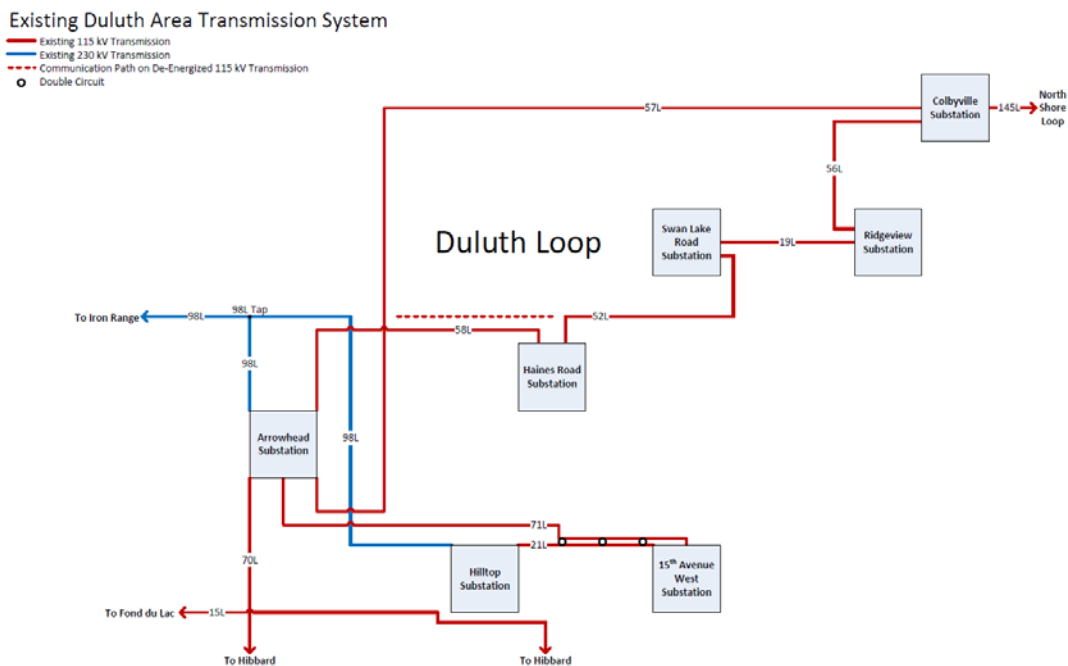 Existing Duluth Area Transmission System
Existing 115 kV Transmission
Existing 230 kV Transmission
Communication Path on De-Energized 115 kV Transmission
Double Circuit
57L
Colbyville
Substation
145L
North
Shore
Loop
56L
Duluth Loop
Swan Lake
Road
Substation
19L
Ridgeview
Substation
To Iron Range
98L
98L Tap
58L
52L
98L
Haines Road
Substation
Arrowhead
Substation
98L
71L
21L
70L
Hilltop
Substation
15th Avenue
West
Substation
To Fond du Lac
15L
To Hibbard
To Hibbard